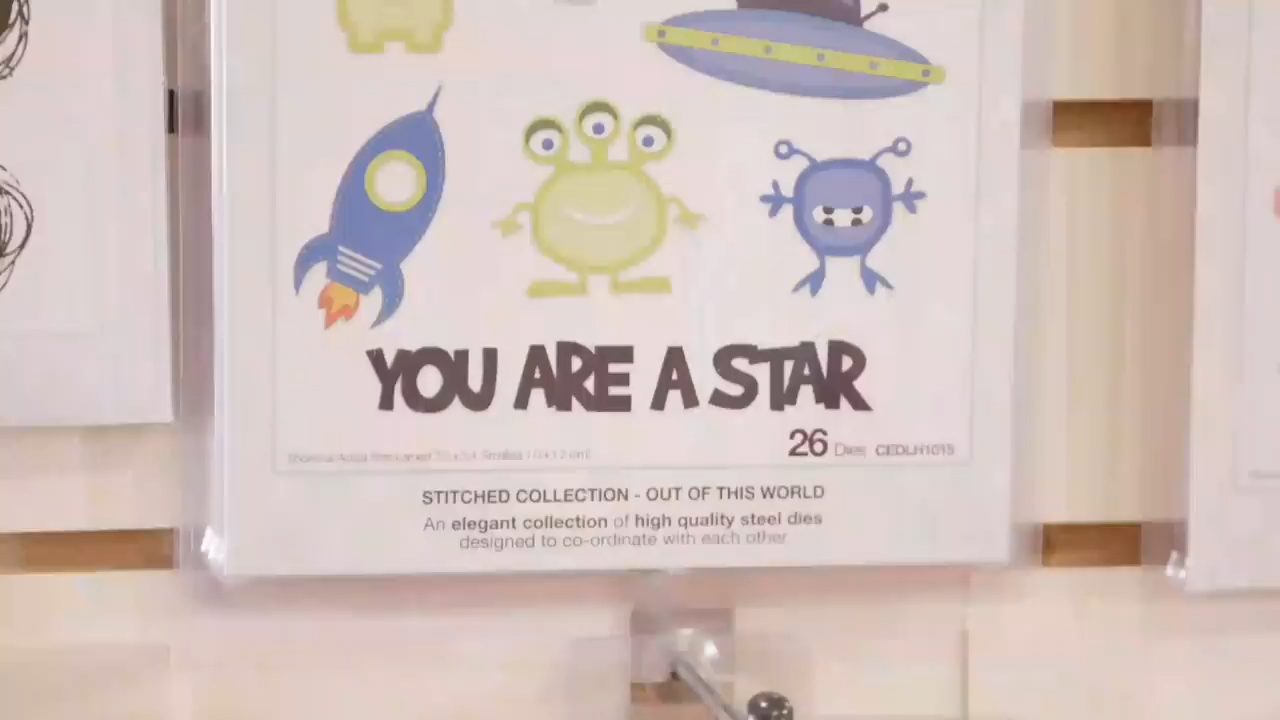 YOU ARE A STAR
26 Dies CEDLH1015
STITCHED COLLECTION - OUT OF THIS WORLD
An elegant collection of high quality steel dies
designed to co-ordinate with each other